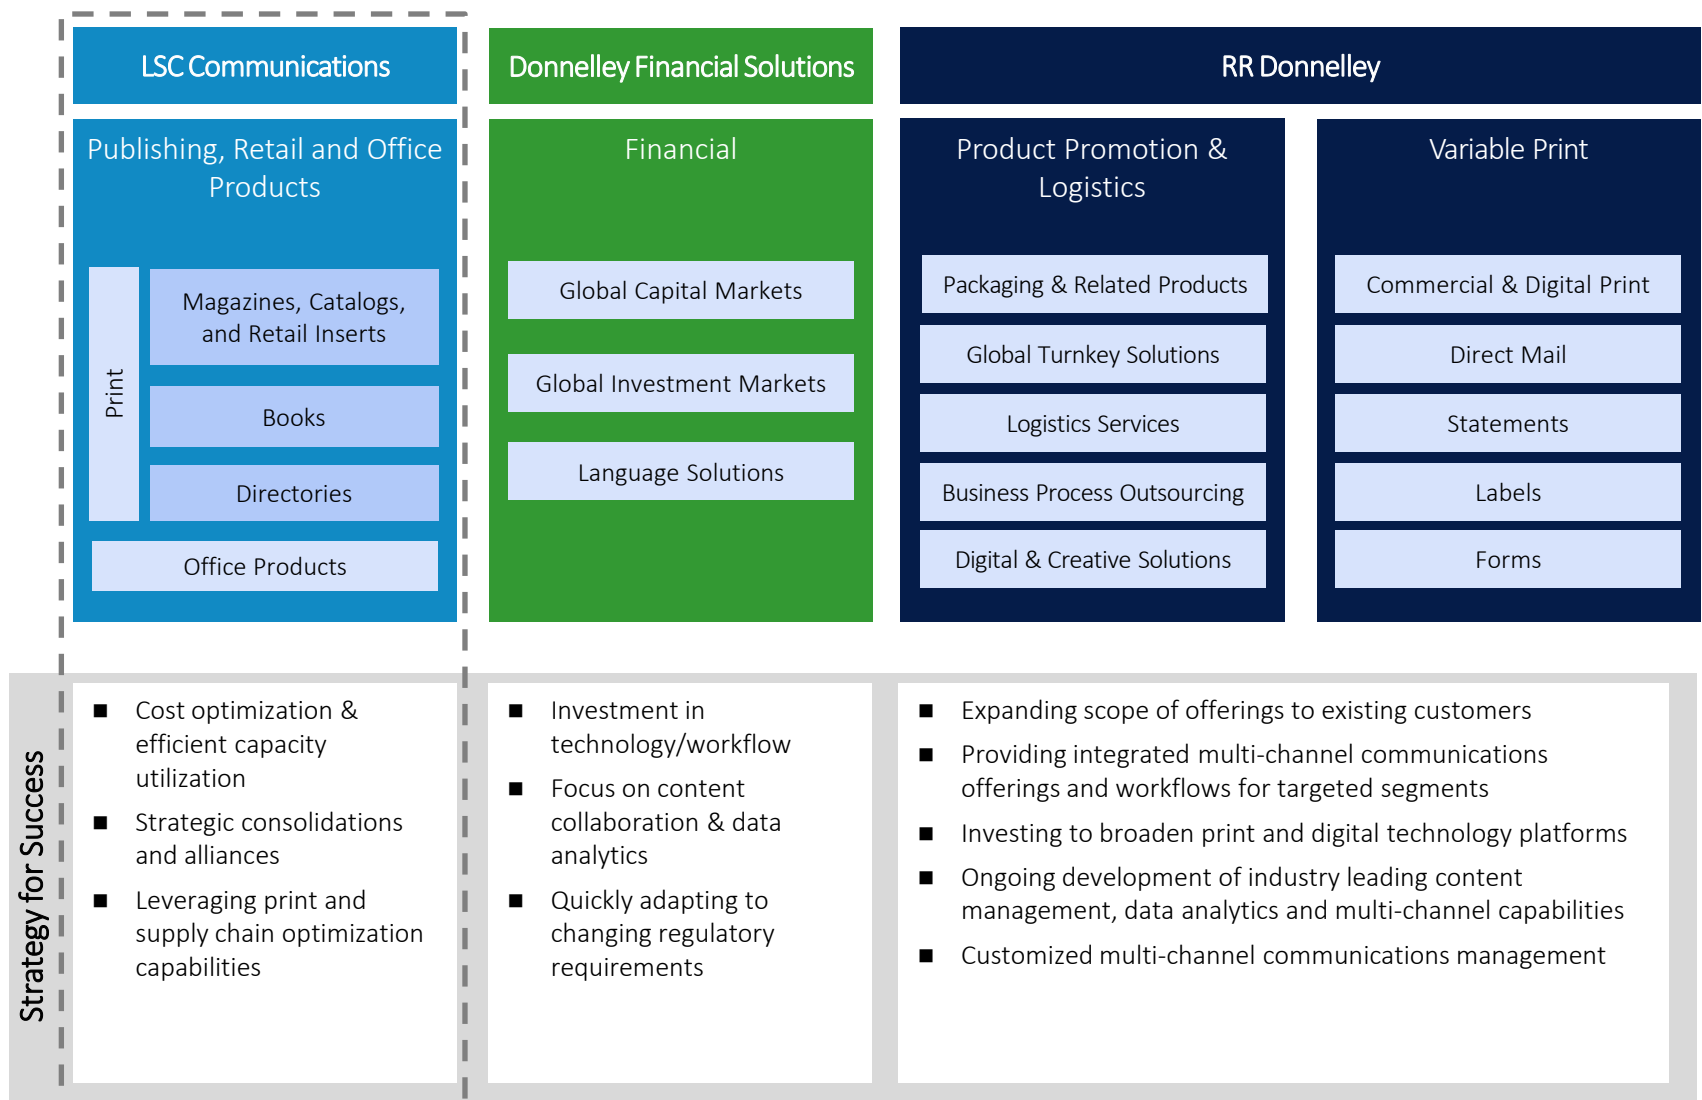 LSC Communications
Publishing, Retail and Office
Products
Print
Magazines, Catalogs,
and Retail Inserts
Books
Directories
Office Products
Donnelley Financial Solutions
Financial
Global Capital Markets
Global Investment Markets
Language Solutions
RR Donnelley
Product Promotion &
Logistics
Packaging & Related Products
Global Turnkey Solutions
Logistics Services
Business Process Outsourcing
Digital & Creative Solutions
Variable Print
Commercial & Digital Print
Direct Mail
Statements
Labels
Forms
Strategy for Success
■ Cost optimization &
efficient capacity
utilization
■ Strategic consolidations
and alliances
■ Leveraging print and
supply chain optimization
capabilities
■ Investment in
technology/workflow
■ Focus on content
collaboration & data
analytics
■ Quickly adapting to
changing regulatory
requirements
■ Expanding scope of offerings to existing customers
■ Providing integrated multi-channel communications
offerings and workflows for targeted segments
■ Investing to broaden print and digital technology platforms
■ Ongoing development of industry leading content
management, data analytics and multi-channel capabilities
■ Customized multi-channel communications management